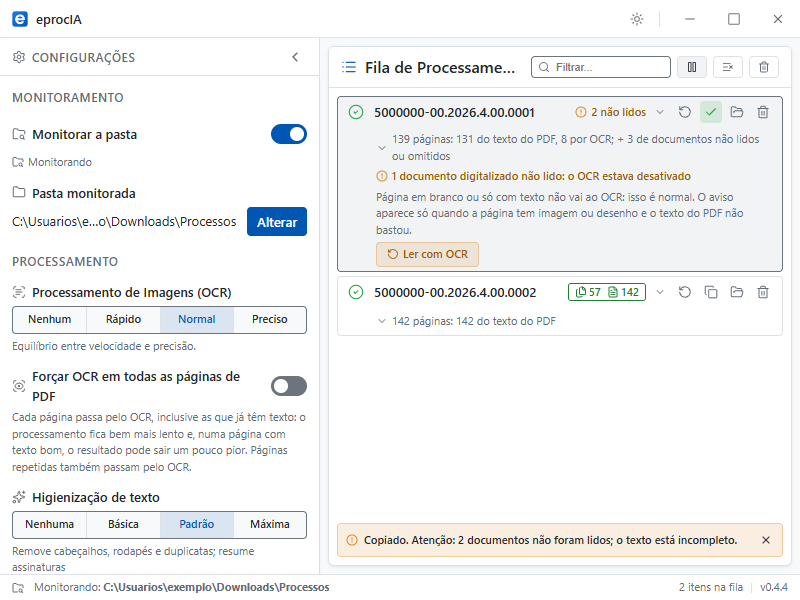 eprocIA
CONFIGURAÇÕES
MONITORAMENTO
Monitorar a pasta
Monitorando
Pasta monitorada
C:\Usuarios\e...o\Downloads\Processos
Alterar
PROCESSAMENTO
Processamento de Imagens (OCR)
Nenhum Rápido Normal Preciso
Equilíbrio entre velocidade e precisão.
Forçar OCR em todas as páginas de
PDF
Cada página passa pelo OCR, inclusive as que já têm texto: o
processamento fica bem mais lento e, numa página com
texto bom, o resultado pode sair um pouco pior. Páginas
repetidas também passam pelo OCR.
Higienização de texto
Nenhuma Básica Padrão Máxima
Remove cabeçalhos, rodapés e duplicatas; resume
assinaturas
Fila de Processame...
Filtrar...
5000000-00.2026.4.00.0001
2 não lidos
139 páginas: 131 do texto do PDF, 8 por OCR; + 3 de documentos não lidos
ou omitidos
1 documento digitalizado não lido: o OCR estava desativado
Página em branco ou só com texto não vai ao OCR: isso é normal. O aviso
aparece só quando a página tem imagem ou desenho e o texto do PDF não
bastou.
Ler com OCR
5000000-00.2026.4.00.0002
57 142
142 páginas: 142 do texto do PDF
Copiado. Atenção: 2 documentos não foram lidos; o texto está incompleto.
Monitorando: C:\Usuarios\exemplo\Downloads\Processos
2 itens na fila
v0.4.4